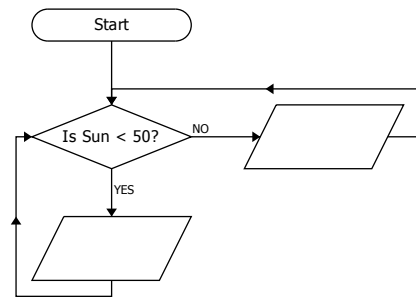 Start
Is Sun < 50?
NO
YES